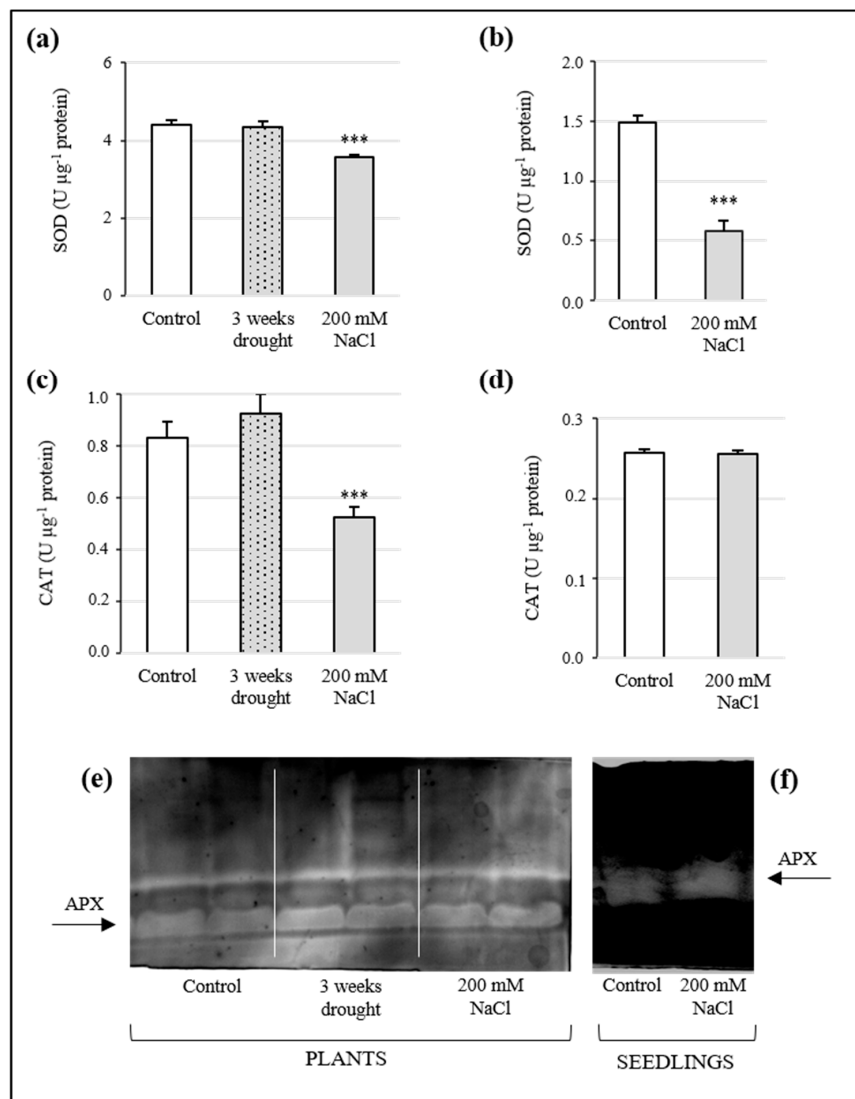 (a)
SOD (U µg-1 protein)
6
4
2
0
***
Control
3 weeks
drought
200 mM
NaCl
(b)
SOD (U µg-1 protein)
2.0
1.5
1.0
0.5
0.0
***
Control
200 mM
NaCl
(c)
CAT (U µg-1 protein)
1.0
0.8
0.6
0.4
0.2
0.0
***
Control
3 weeks
drought
200 mM
NaCl
(d)
CAT (U µg-1 protein)
0.3
0.2
0.1
0.0
Control
200 mM
NaCl
(e)
APX
Control
3 weeks
drought
200 mM
NaCl
PLANTS
(f)
APX
Control
200 mM
NaCl
SEEDLINGS